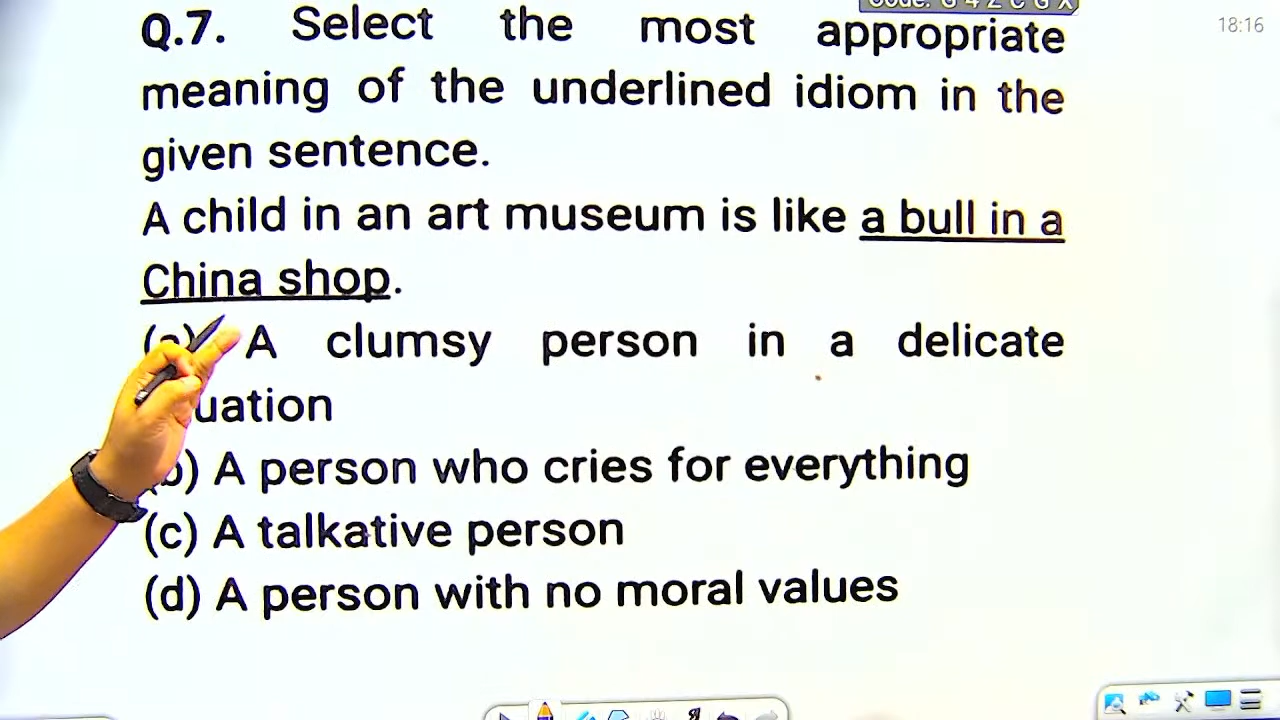 18:16
Q.7. Select the most appropriate
meaning of the underlined idiom in the
given sentence.
A child in an art museum is like a bull in a
China shop.
A clumsy person in a delicate
uation
b) A person who cries for everything
(c) A talkative person
(d) A person with no moral values